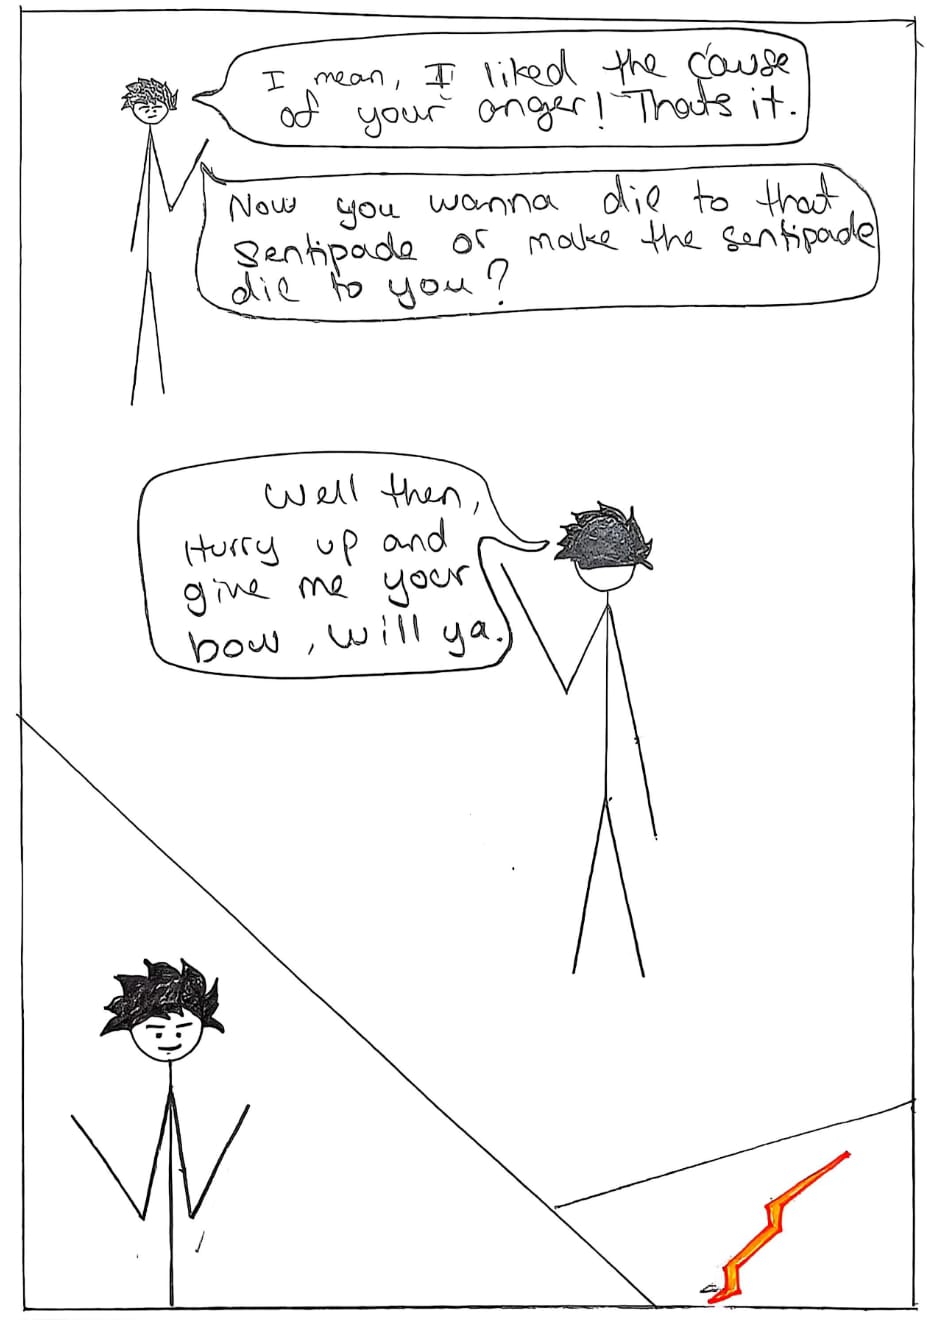 I mean, I liked the cause
of your anger! Thats it.
Now you wanna die to that
Sentipade or make the sentipade
die to you?
Well then,
Hurry up and
give me your
bow, will ya.